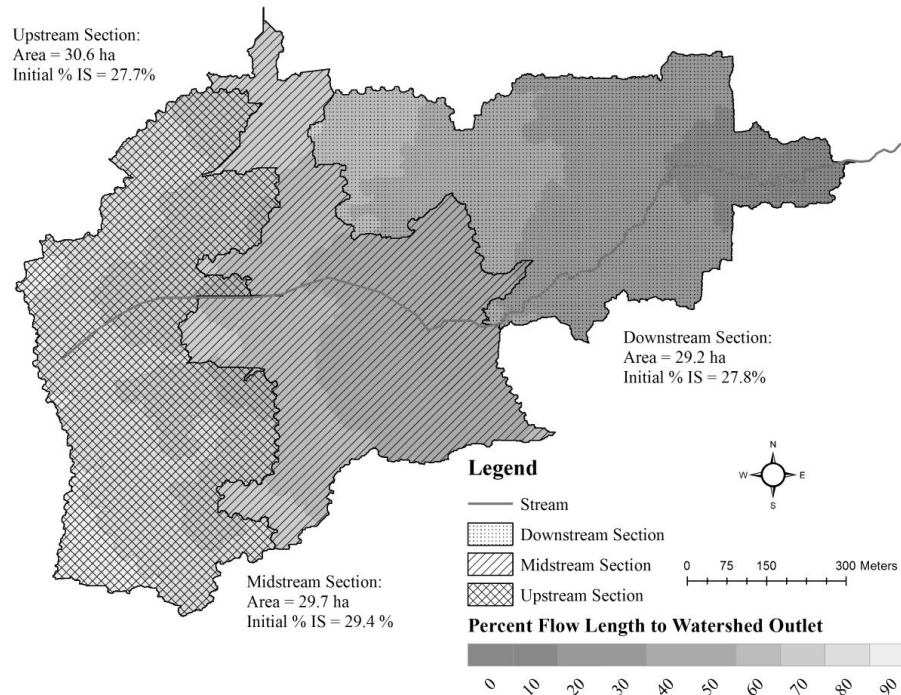 Upstream Section:
Area = 30.6 ha
Initial % IS = 27.7%
Downstream Section:
Area = 29.2 ha
Initial % IS = 27.8%
Midstream Section:
Area = 29.7 ha
Initial % IS = 29.4 %
Legend
Stream
Downstream Section
Midstream Section
Upstream Section
N
W E
S
0 75 150 300 Meters
Percent Flow Length to Watershed Outlet
0 10 20 30 40 50 60 70 80 90